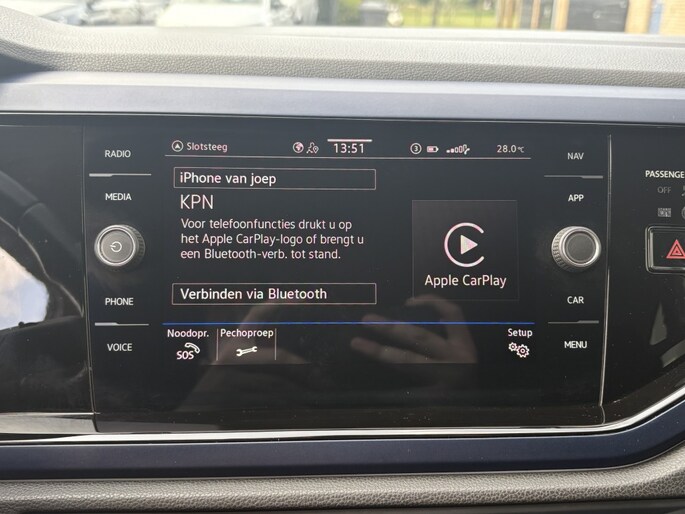 RADIO
MEDIA
PHONE
VOICE
Slotsteeg
13:51
3
28.0 °C
iPhone van joep
KPN
Voor telefoonfuncties drukt u op
het Apple CarPlay-logo of brengt u
een Bluetooth-verb. tot stand.
Verbinden via Bluetooth
Apple CarPlay
Noodopr.
SOS
Pechoproep
Setup
NAV
APP
CAR
MENU
PASSENGE
OFF